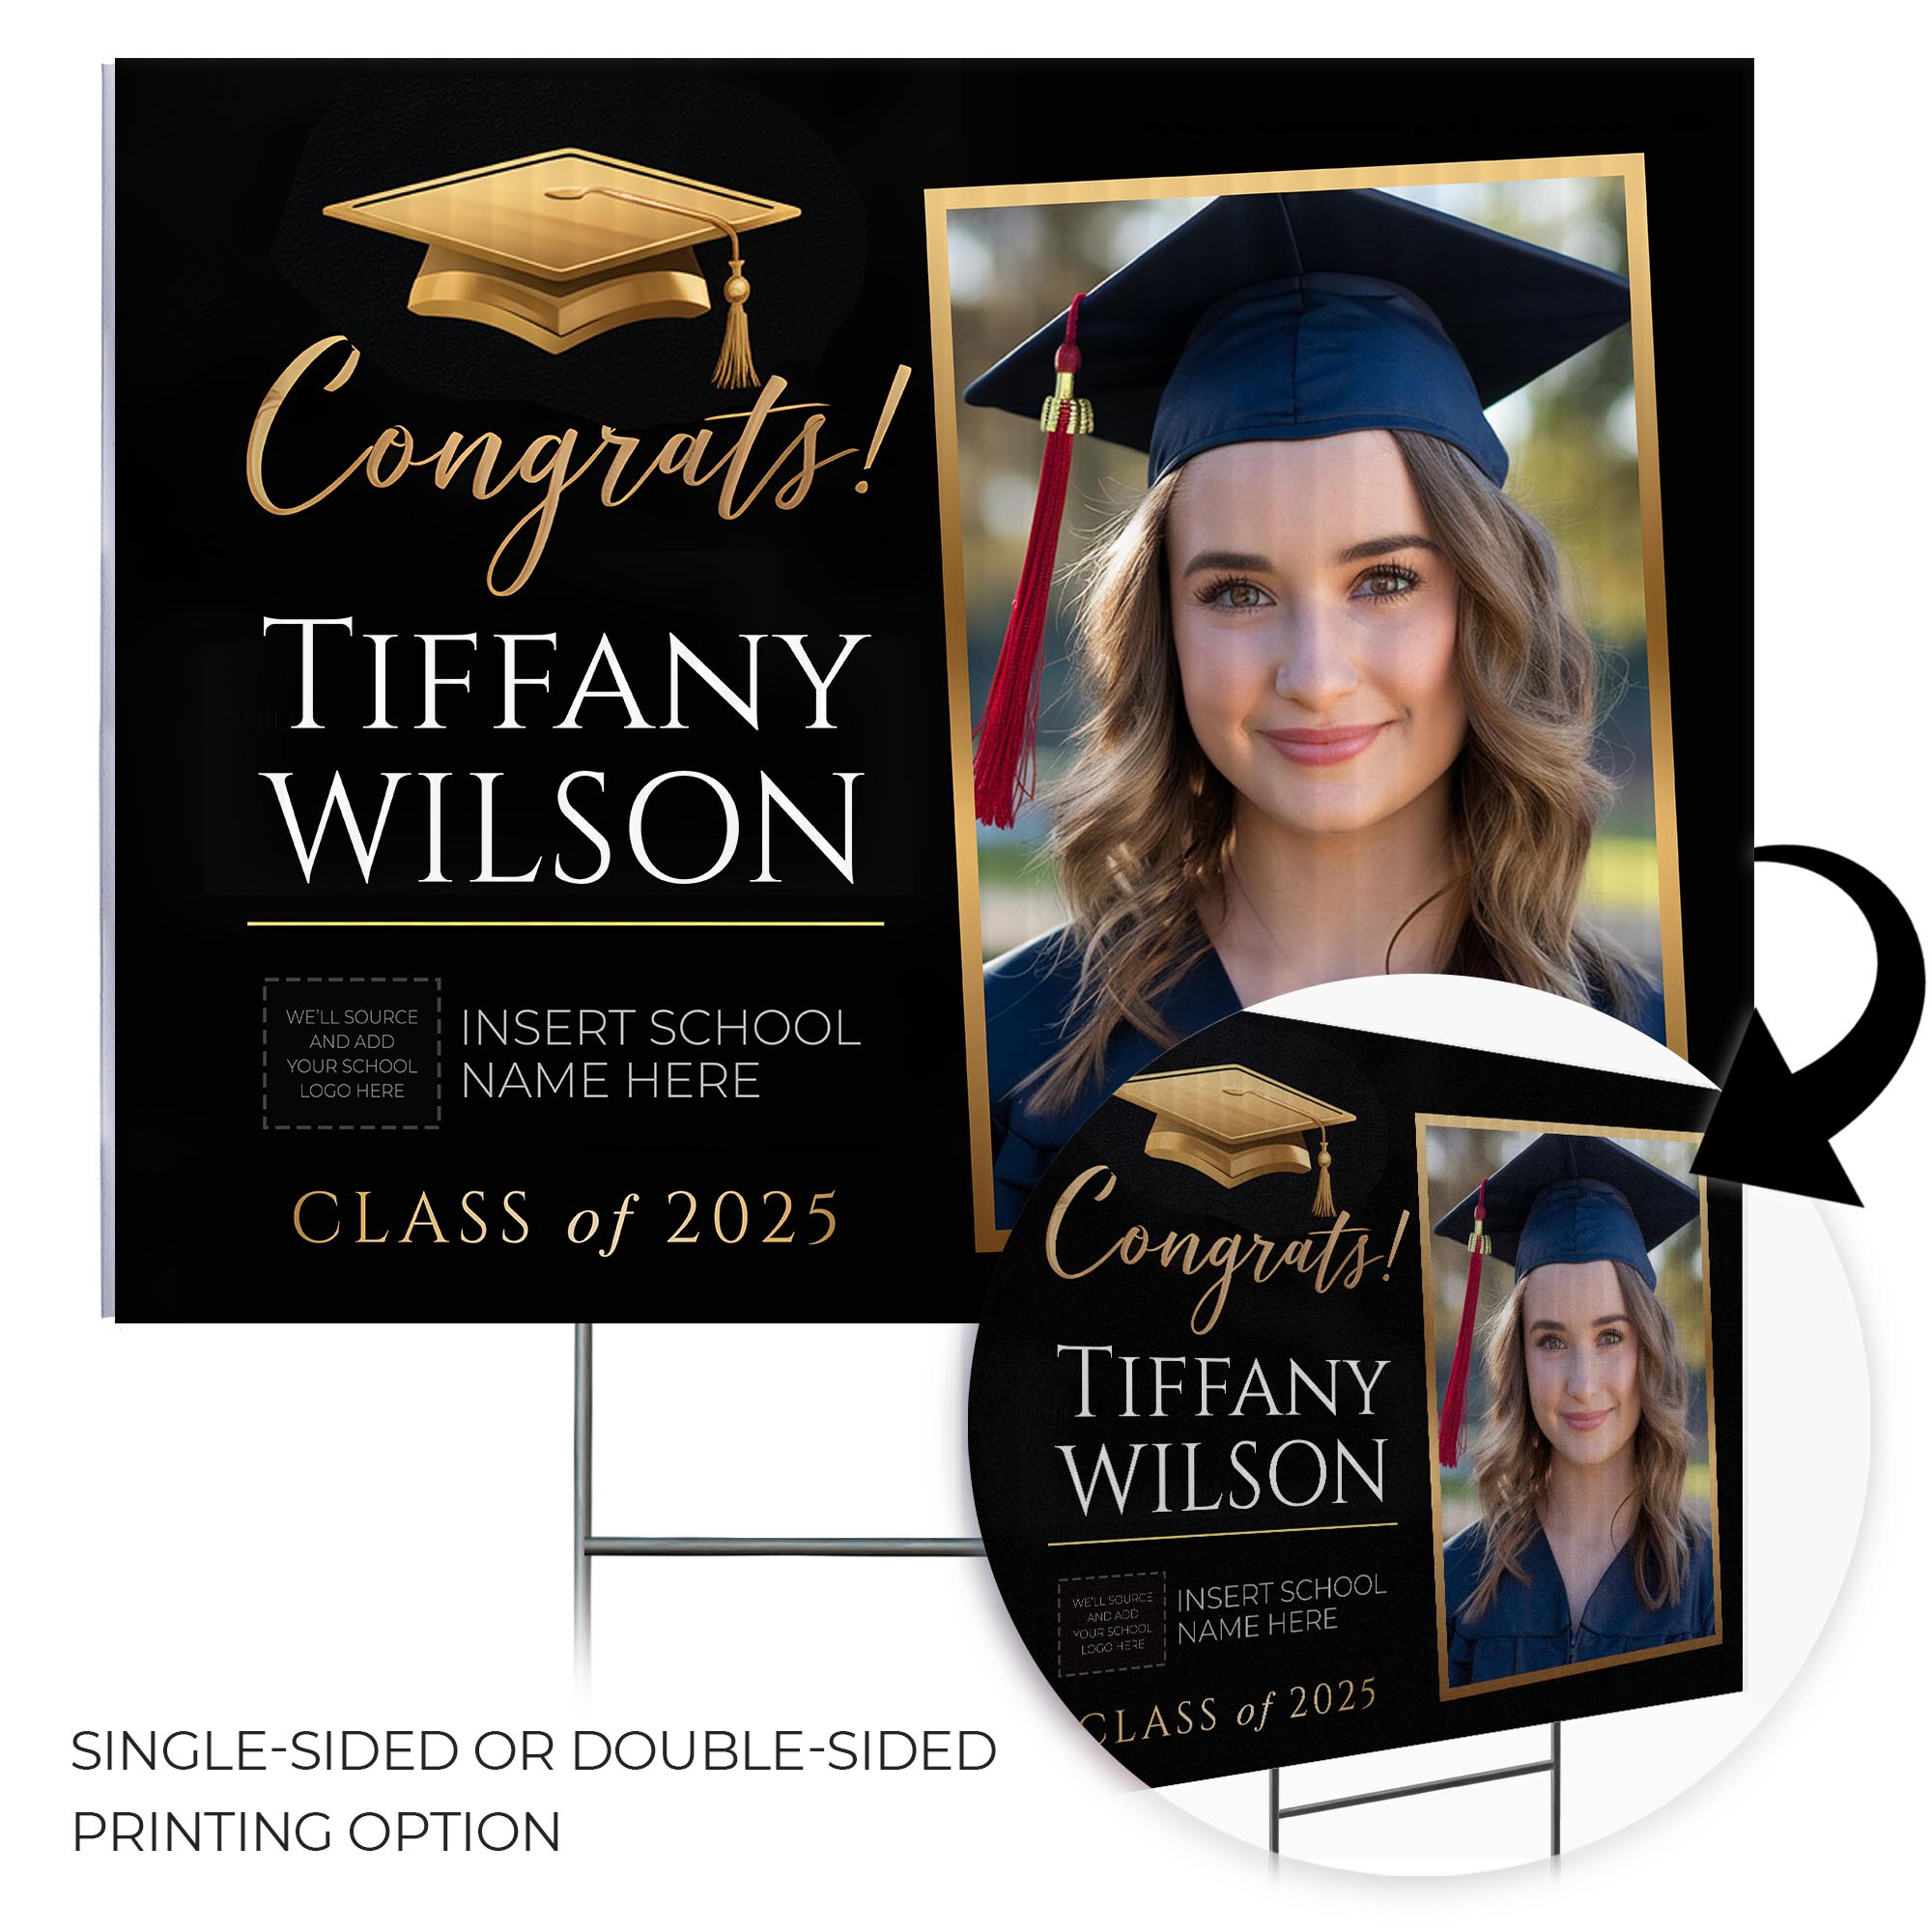 Congrats!
TIFFANY
WILSON
WE'LL SOURCE
AND ADD
YOUR SCHOOL
LOGO HERE
INSERT SCHOOL
NAME HERE
CLASS of 2025
Congrats!
TIFFANY
WILSON
WE'LL SOURCE
AND ADD
YOUR SCHOOL
LOGO HERE
INSERT SCHOOL
NAME HERE
CLASS of 2025
SINGLE-SIDED OR DOUBLE-SIDED
PRINTING OPTION